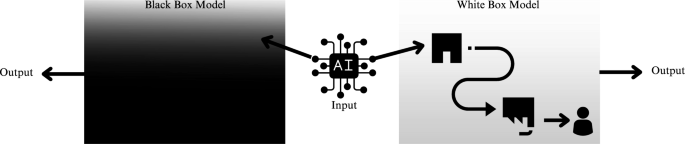 Black Box Model
White Box Model
Output
AI
Output
Input